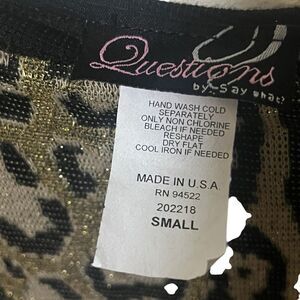 Questions
by-Say what?
HAND WASH COLD
SEPARATELY
ONLY NON CHLORINE
BLEACH IF NEEDED
RESHAPE
DRY FLAT
COOL IRON IF NEEDED
MADE IN U.S.A.
RN 94522
202218
SMALL